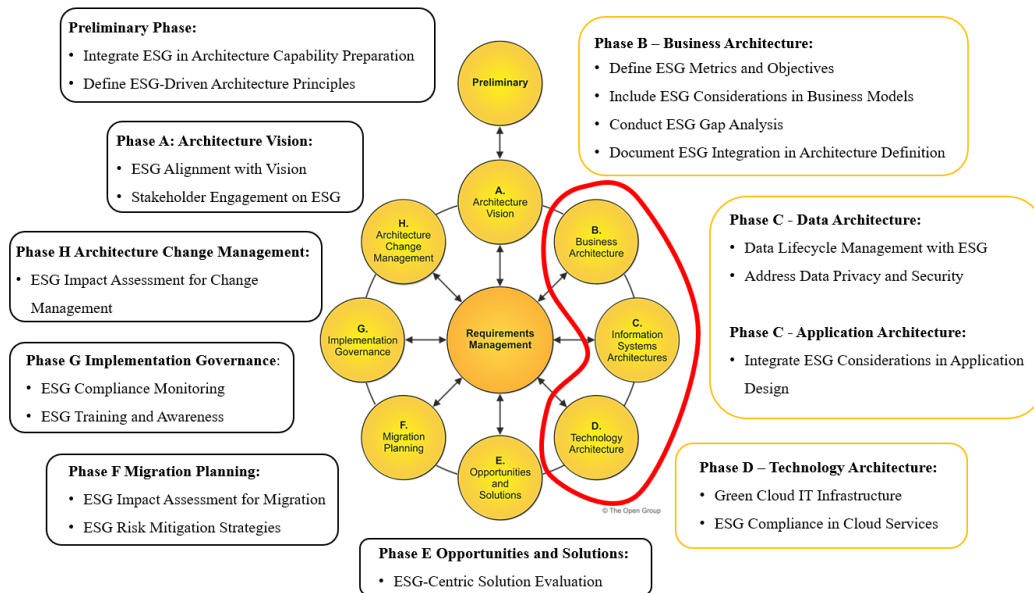 Preliminary Phase:
• Integrate ESG in Architecture Capability Preparation
• Define ESG-Driven Architecture Principles
Phase A: Architecture Vision:
• ESG Alignment with Vision
• Stakeholder Engagement on ESG
Phase H Architecture Change Management:
• ESG Impact Assessment for Change
Management
Phase G Implementation Governance:
• ESG Compliance Monitoring
• ESG Training and Awareness
Phase F Migration Planning:
• ESG Impact Assessment for Migration
• ESG Risk Mitigation Strategies
Phase E Opportunities and Solutions:
• ESG-Centric Solution Evaluation
Preliminary
A.
Architecture
Vision
B.
Business
Architecture
C.
Information
Systems
Architectures
D.
Technology
Architecture
E.
Opportunities
and
Solutions
F.
Migration
Planning
G.
Implementation
Governance
H.
Architecture
Change
Management
Requirements
Management
© The Open Group
Phase B – Business Architecture:
• Define ESG Metrics and Objectives
• Include ESG Considerations in Business Models
• Conduct ESG Gap Analysis
• Document ESG Integration in Architecture Definition
Phase C - Data Architecture:
• Data Lifecycle Management with ESG
• Address Data Privacy and Security
Phase C - Application Architecture:
• Integrate ESG Considerations in Application
Design
Phase D – Technology Architecture:
• Green Cloud IT Infrastructure
• ESG Compliance in Cloud Services